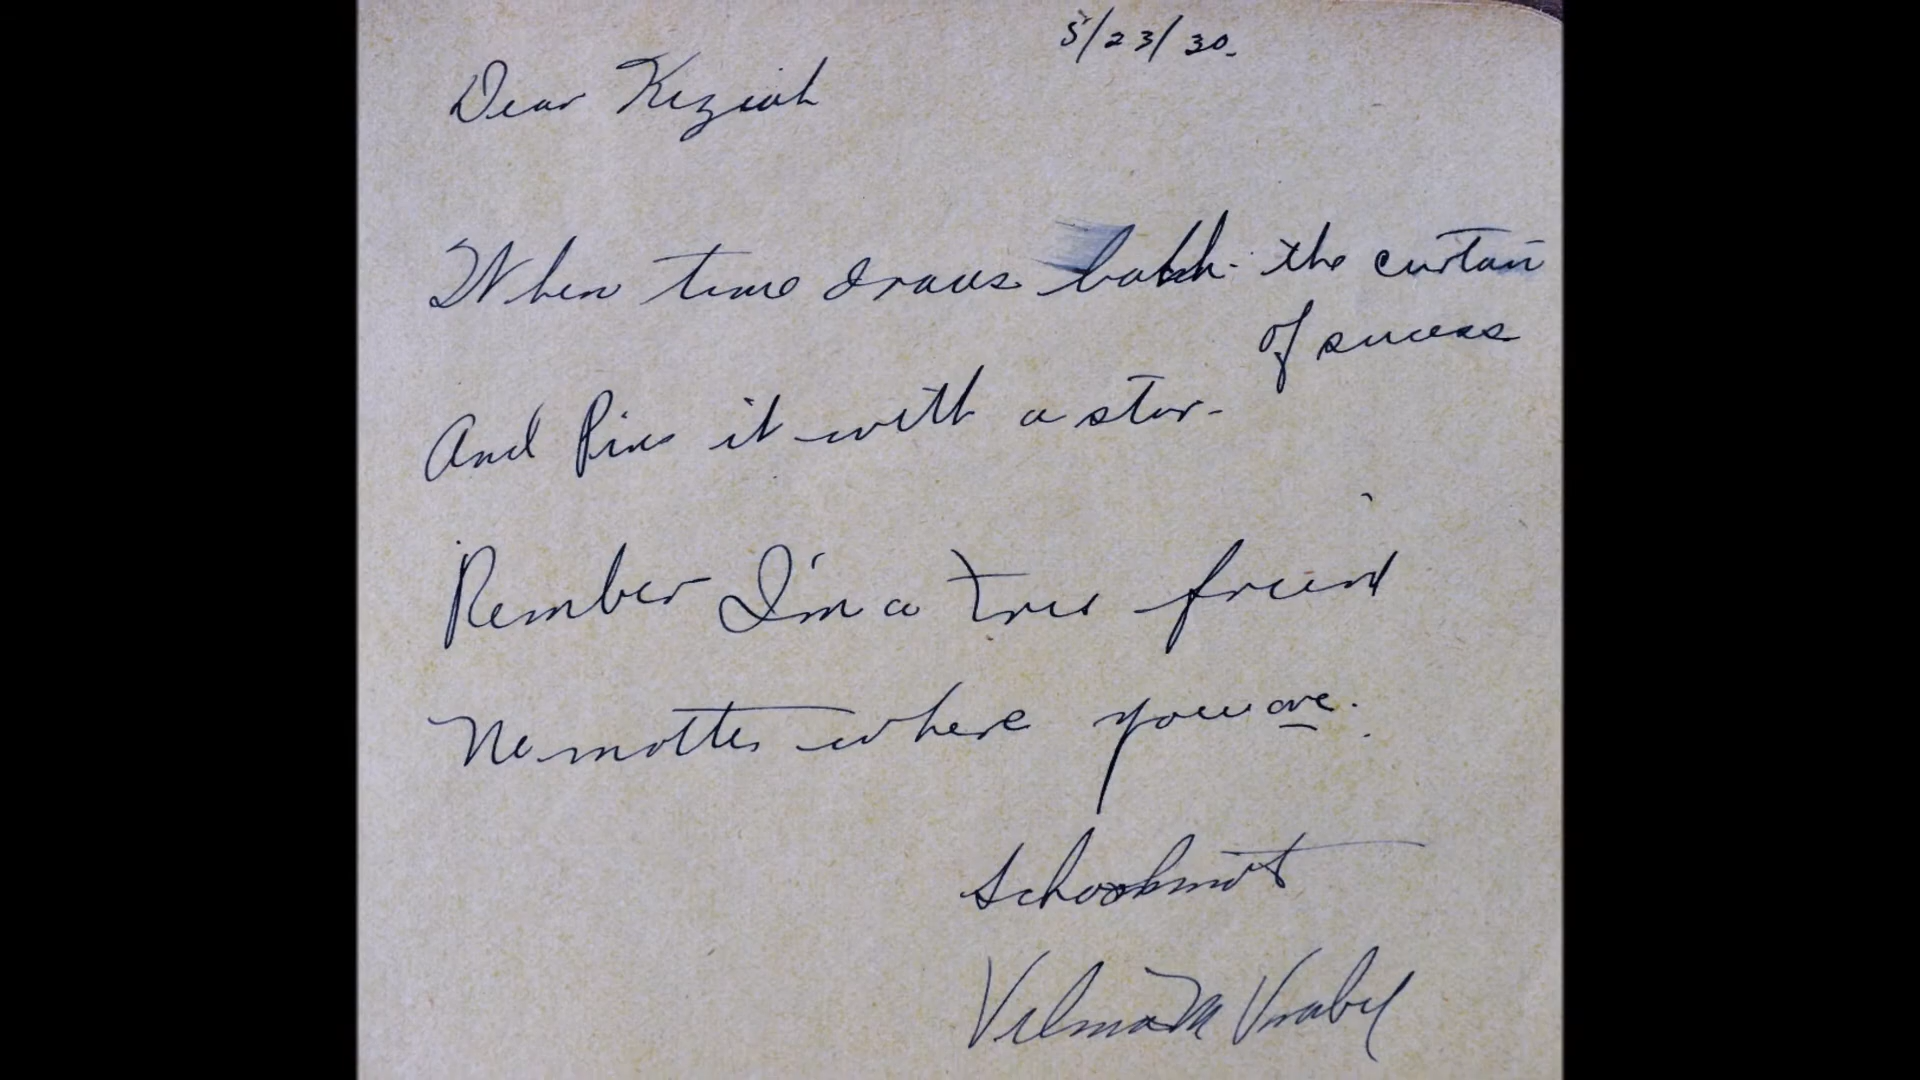 5/23/30.
Dear Keziah
When time draws back the curtain
of success
And Pins it with a star-
Rember I'm a true friend
No matter where you are.
Schoolmate
Velma M Vrabel